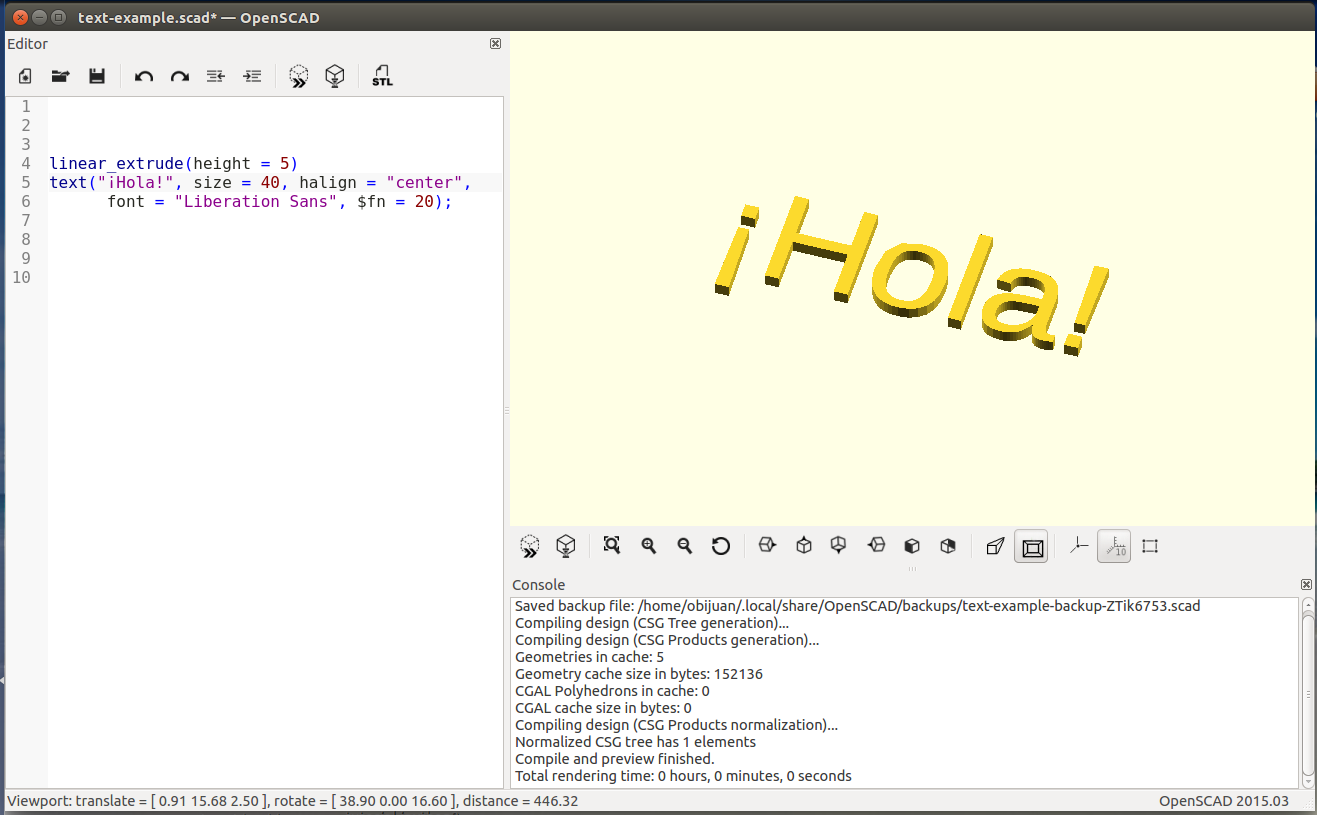 text-example.scad* — OpenSCAD
Editor
STL
1
2
3
4 linear_extrude(height = 5)
5 text("¡Hola!", size = 40, halign = "center",
6 font = "Liberation Sans", $fn = 20);
7
8
9
10
¡Hola!
10
Console
Saved backup file: /home/obijuan/.local/share/OpenSCAD/backups/text-example-backup-ZTik6753.scad
Compiling design (CSG Tree generation)...
Compiling design (CSG Products generation)...
Geometries in cache: 5
Geometry cache size in bytes: 152136
CGAL Polyhedrons in cache: 0
CGAL cache size in bytes: 0
Compiling design (CSG Products normalization)...
Normalized CSG tree has 1 elements
Compile and preview finished.
Total rendering time: 0 hours, 0 minutes, 0 seconds
Viewport: translate = [ 0.91 15.68 2.50 ], rotate = [ 38.90 0.00 16.60 ], distance = 446.32
OpenSCAD 2015.03